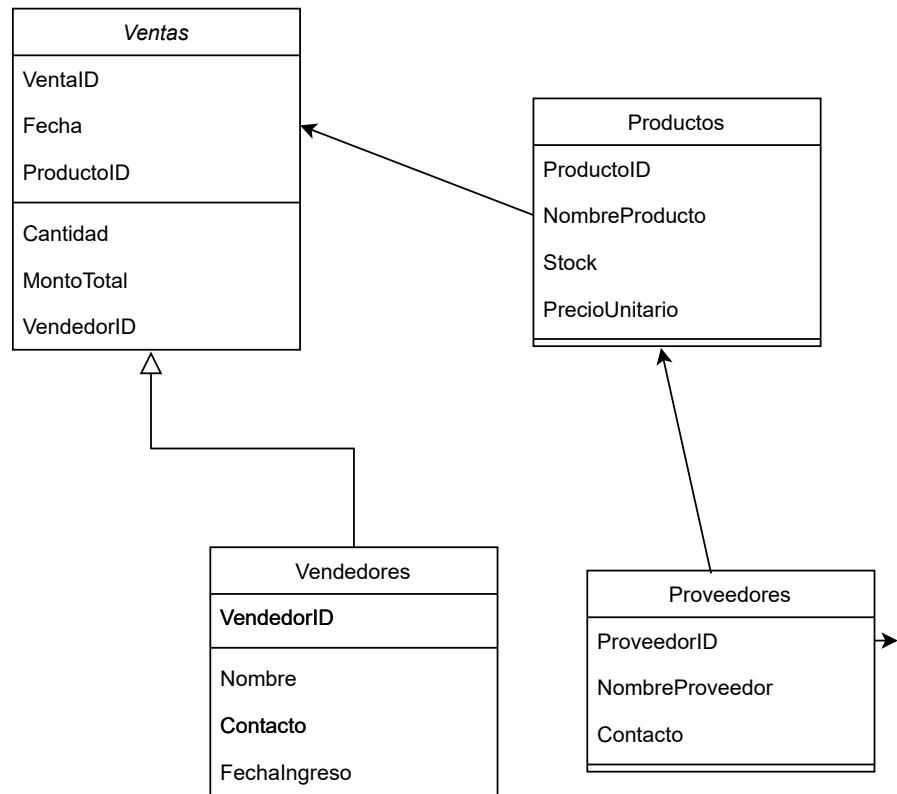 Ventas
VentaID
Fecha
ProductoID
Cantidad
MontoTotal
VendedorID
Productos
ProductoID
NombreProducto
Stock
PrecioUnitario
Vendedores
VendedorID
Nombre
Contacto
FechaIngreso
Proveedores
ProveedorID
NombreProveedor
Contacto